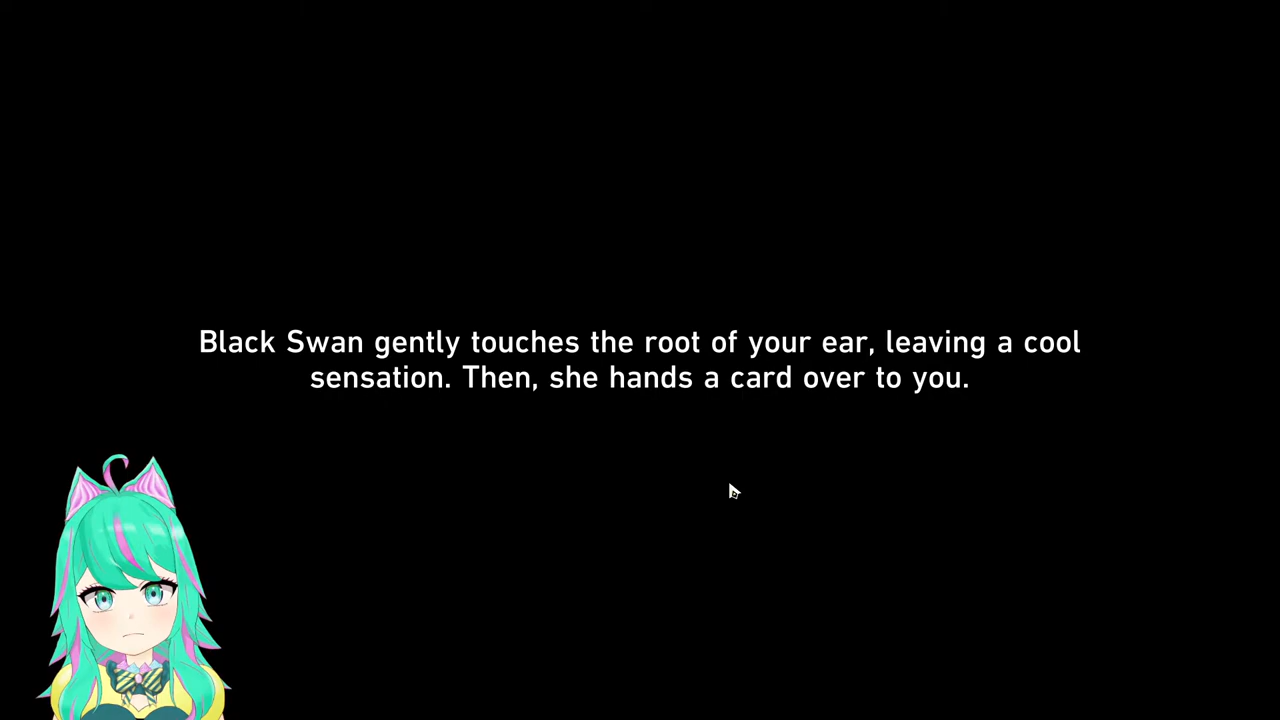 Black Swan gently touches the root of your ear, leaving a cool
sensation. Then, she hands a card over to you.